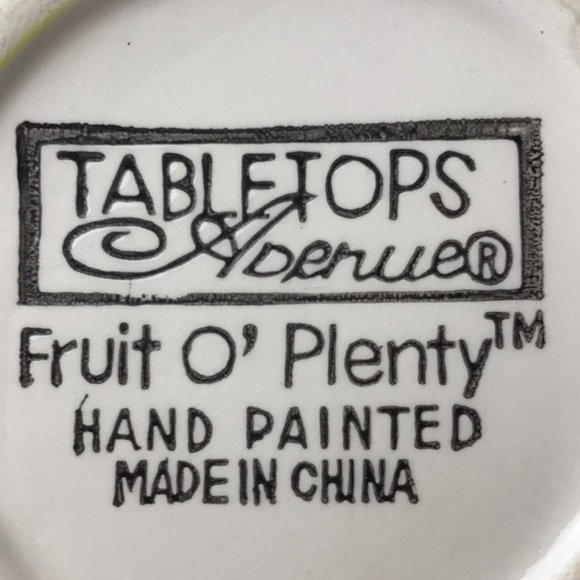 TABLETOPS
Avenue®
Fruit O' Plenty™
HAND PAINTED
MADE IN CHINA